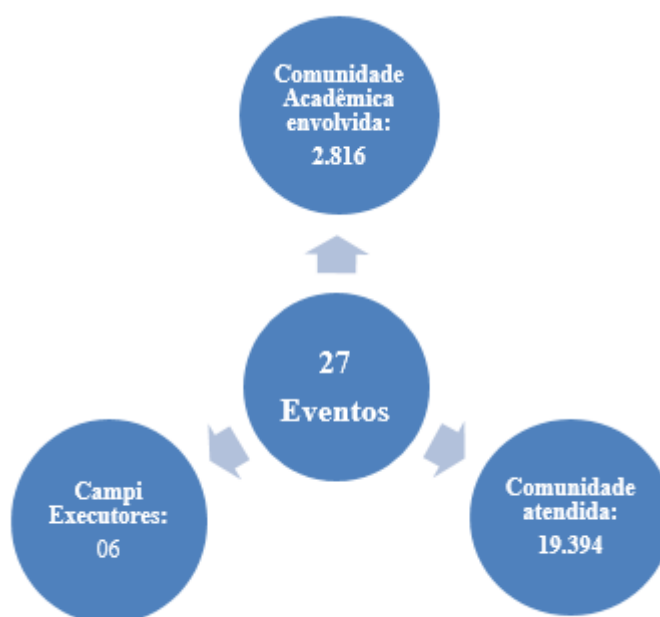 Comunidade
Acadêmica
envolvida:
2.816
27
Eventos
Campi
Executores:
06
Comunidade
atendida:
19.394